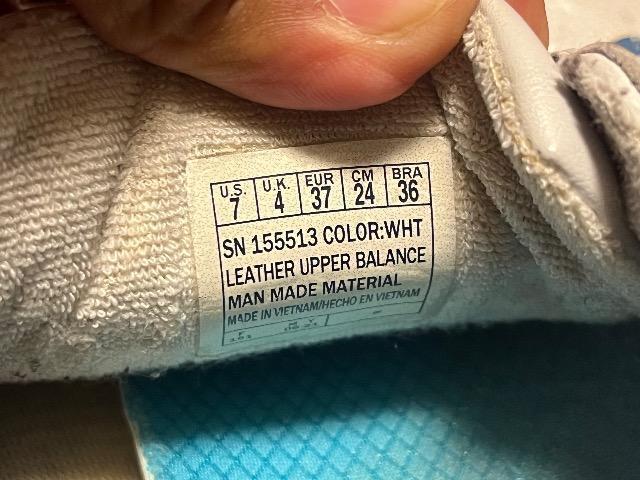 U.S. U.K. EUR CM BRA
7 4 37 24 36
SN 155513 COLOR:WHT
LEATHER UPPER BALANCE
MAN MADE MATERIAL
MADE IN VIETNAM/HECHO EN VIETNAM